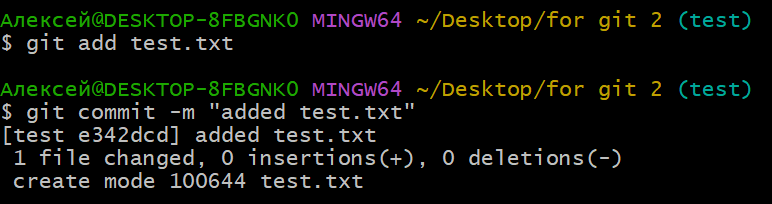 Алексей@DESKTOP-8FBGNK0 MINGW64 ~/Desktop/for git 2 (test)
$ git add test.txt
Алексей@DESKTOP-8FBGNK0 MINGW64 ~/Desktop/for git 2 (test)
$ git commit -m "added test.txt"
[test e342dcd] added test.txt
 1 file changed, 0 insertions(+), 0 deletions(-)
 create mode 100644 test.txt